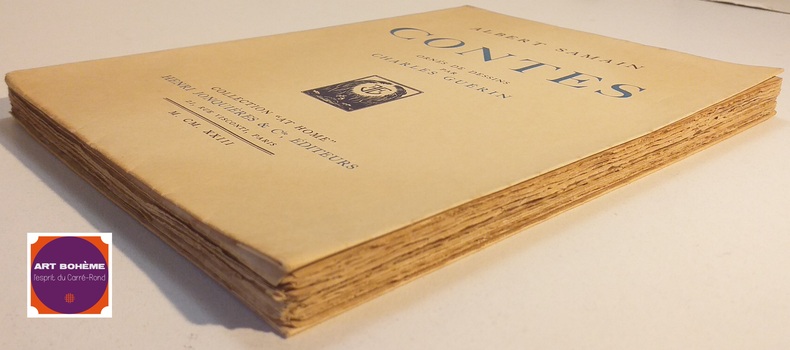 ALBERT SAMAIN
CONTES
ORNÉS DE DESSINS
PAR
CHARLES GUÉRIN
COLLECTION "AT HOME"
HENRI JONQUIÈRES & Cie, EDITEURS
21, RUE VISCONTI, PARIS
M. CM. XXIII
ART BOHÈME
l'esprit du Carré-Rond